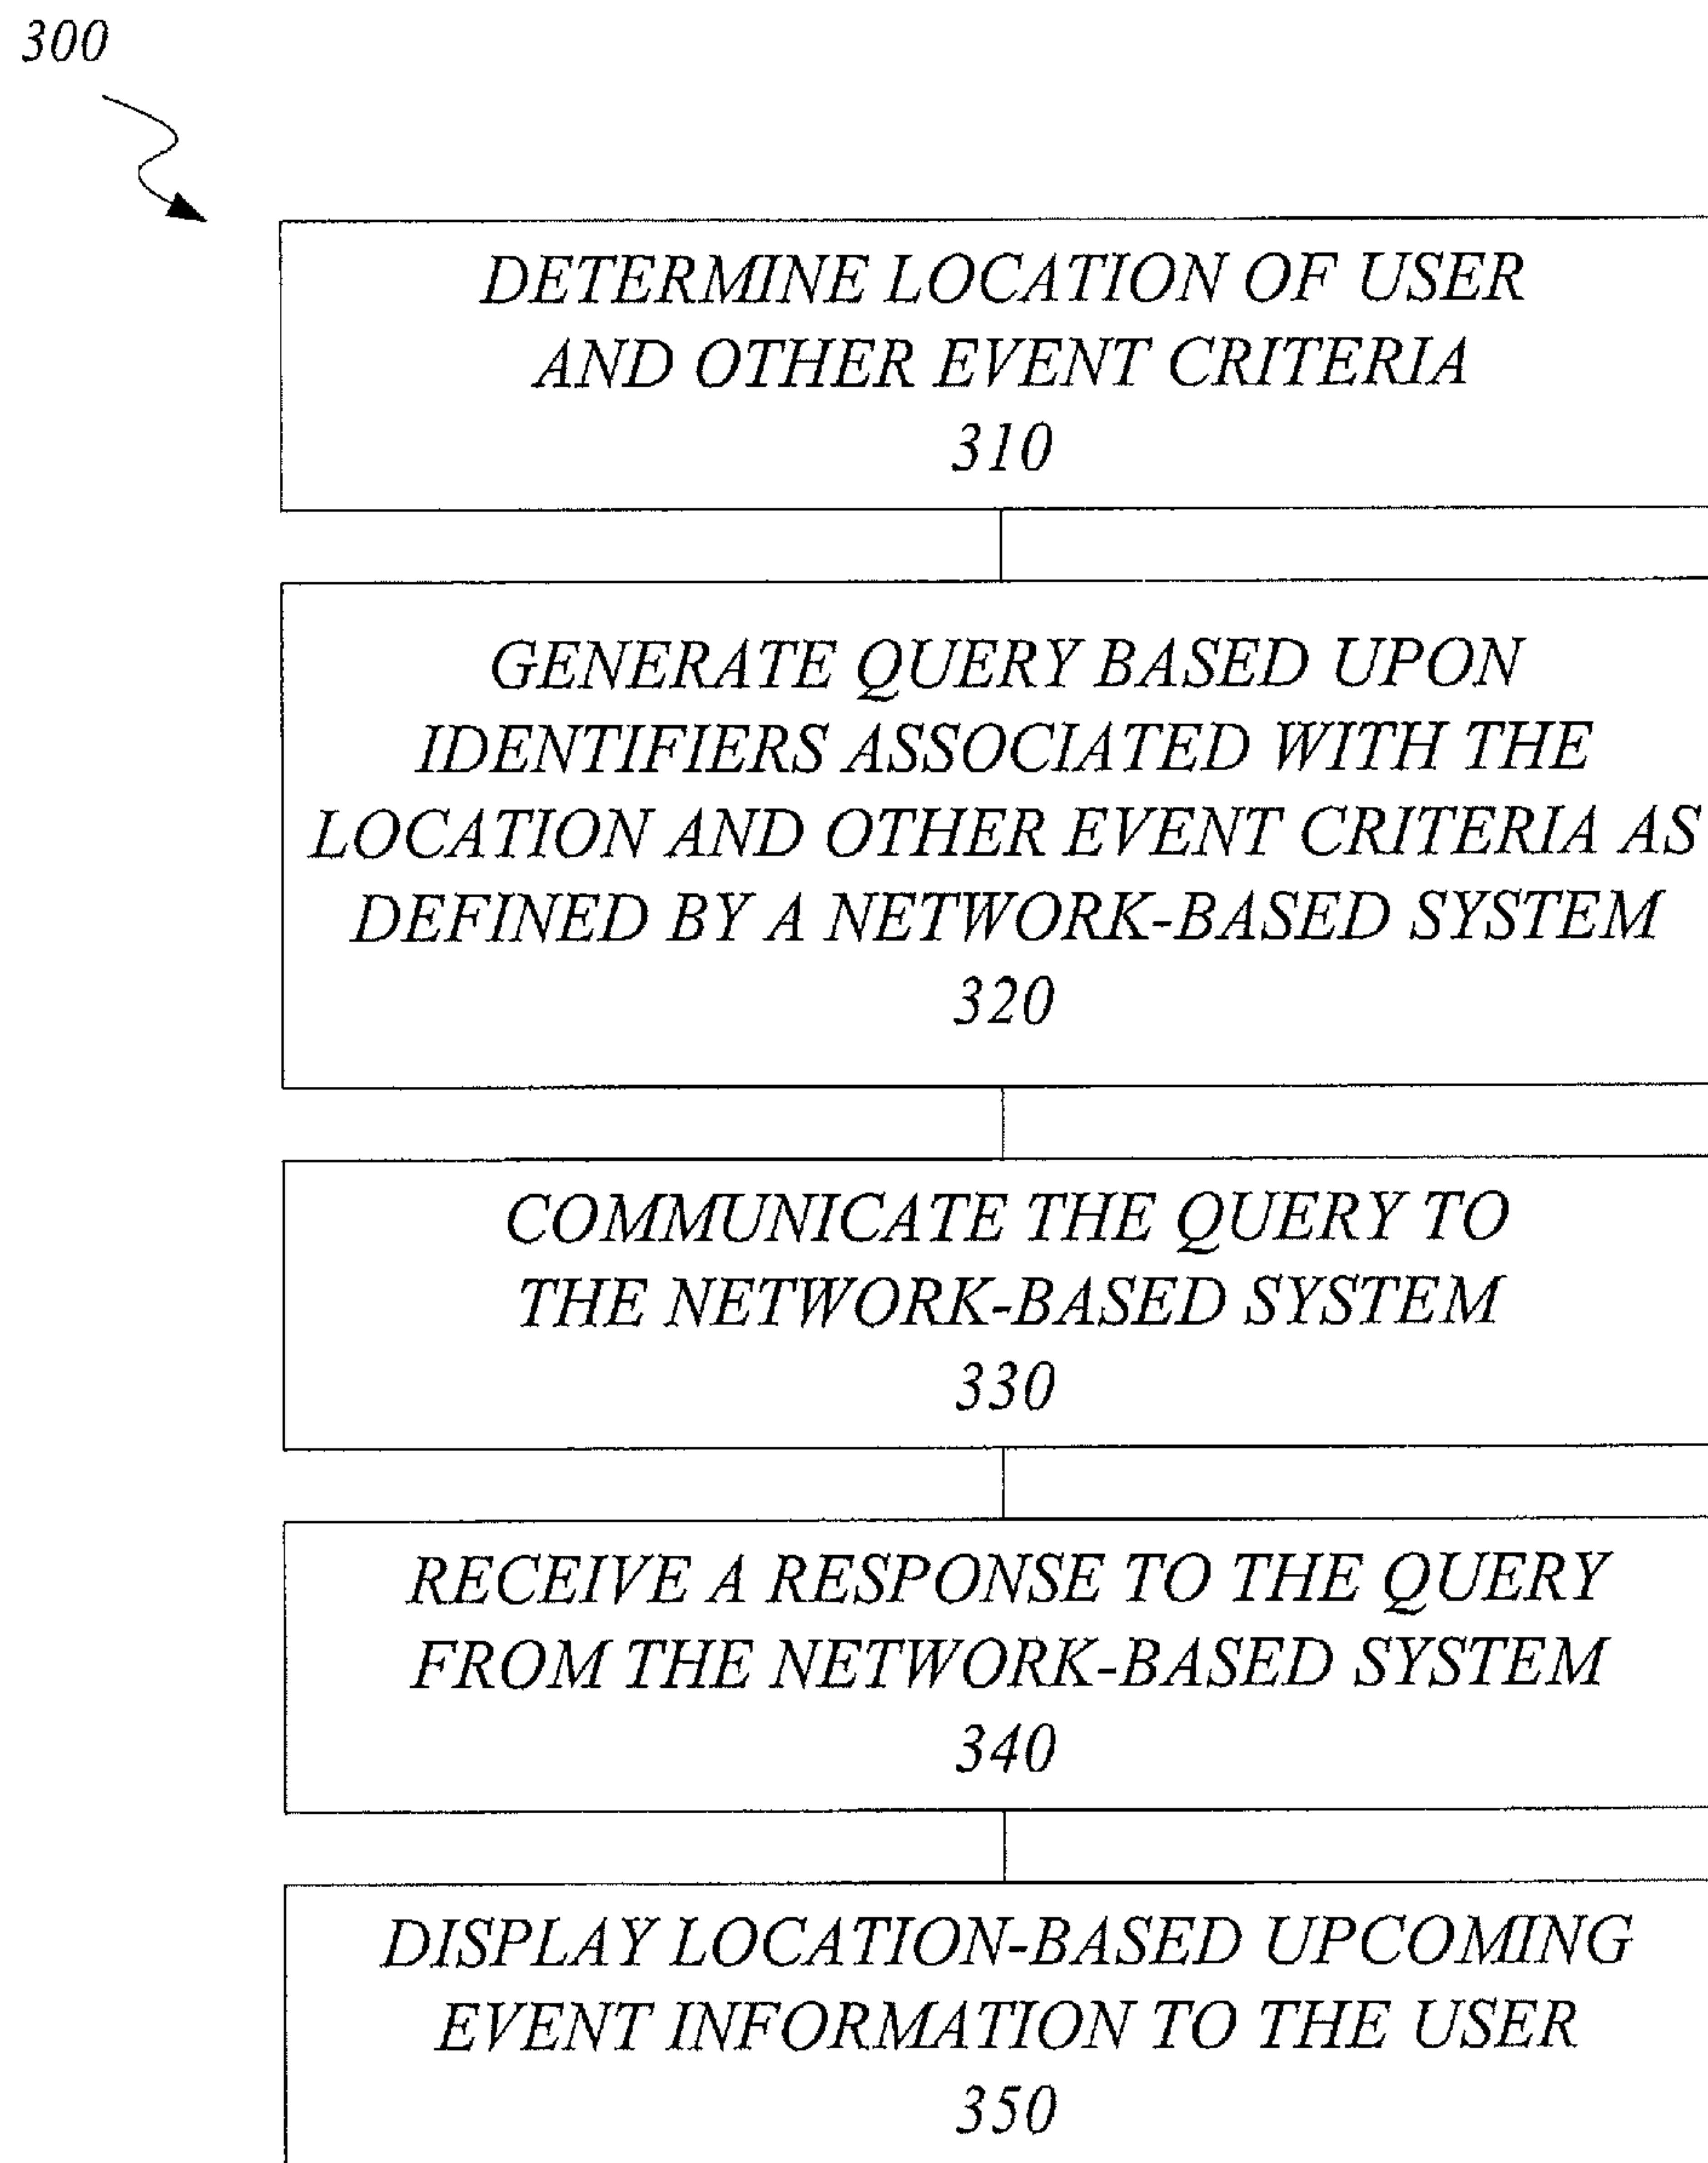 300
DETERMINE LOCATION OF USER
AND OTHER EVENT CRITERIA
310
GENERATE QUERY BASED UPON
IDENTIFIERS ASSOCIATED WITH THE
LOCATION AND OTHER EVENT CRITERIA AS
DEFINED BY A NETWORK-BASED SYSTEM
320
COMMUNICATE THE QUERY TO
THE NETWORK-BASED SYSTEM
330
RECEIVE A RESPONSE TO THE QUERY
FROM THE NETWORK-BASED SYSTEM
340
DISPLAY LOCATION-BASED UPCOMING
EVENT INFORMATION TO THE USER
350